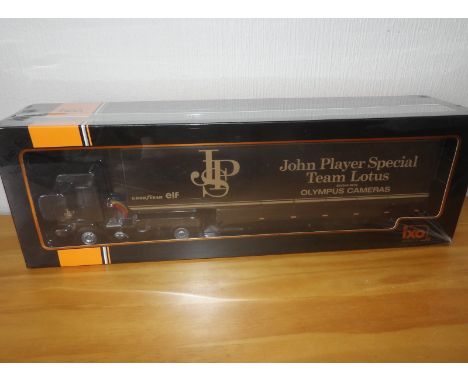 JPS
John Player Special
Team Lotus
OLYMPUS CAMERAS
GOODYEAR elf
ixo